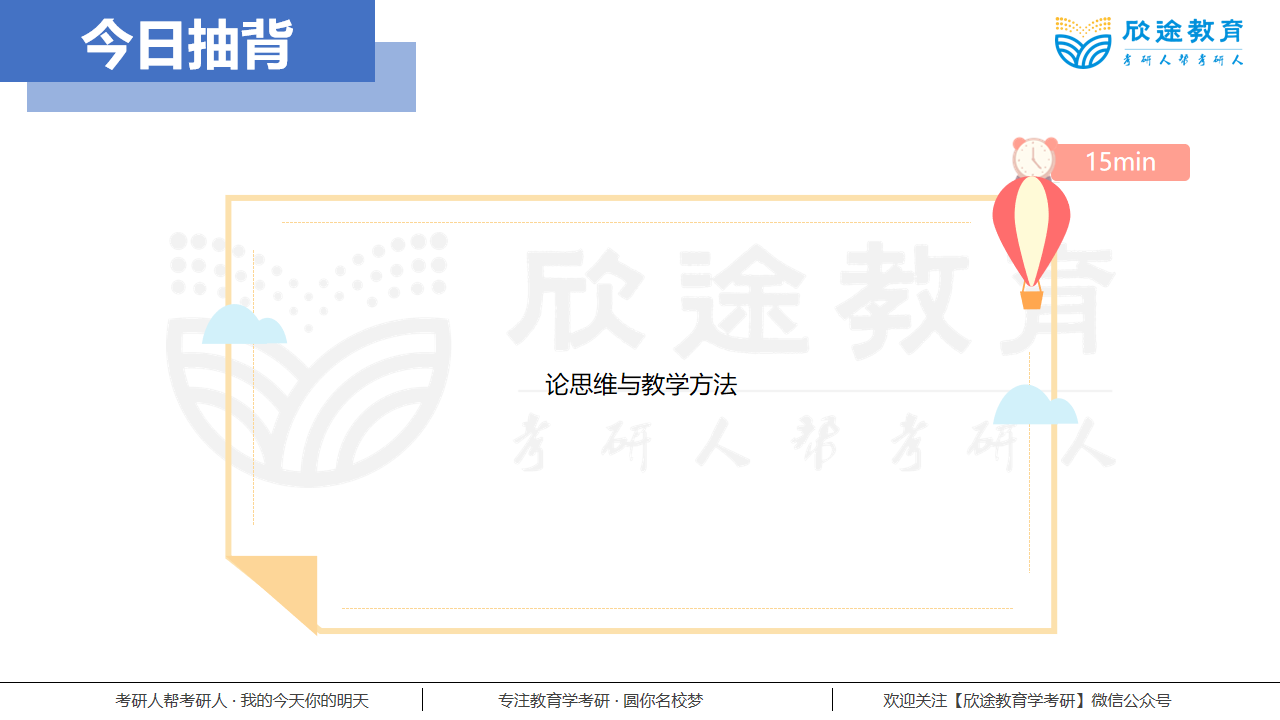 今日抽背
欣途教育
考研人帮考研人
15min
欣途教育
论思维与教学方法
考研人帮考研人
考研人帮考研人 · 我的今天你的明天
专注教育学考研 · 圆你名校梦
欢迎关注【欣途教育学考研】微信公众号